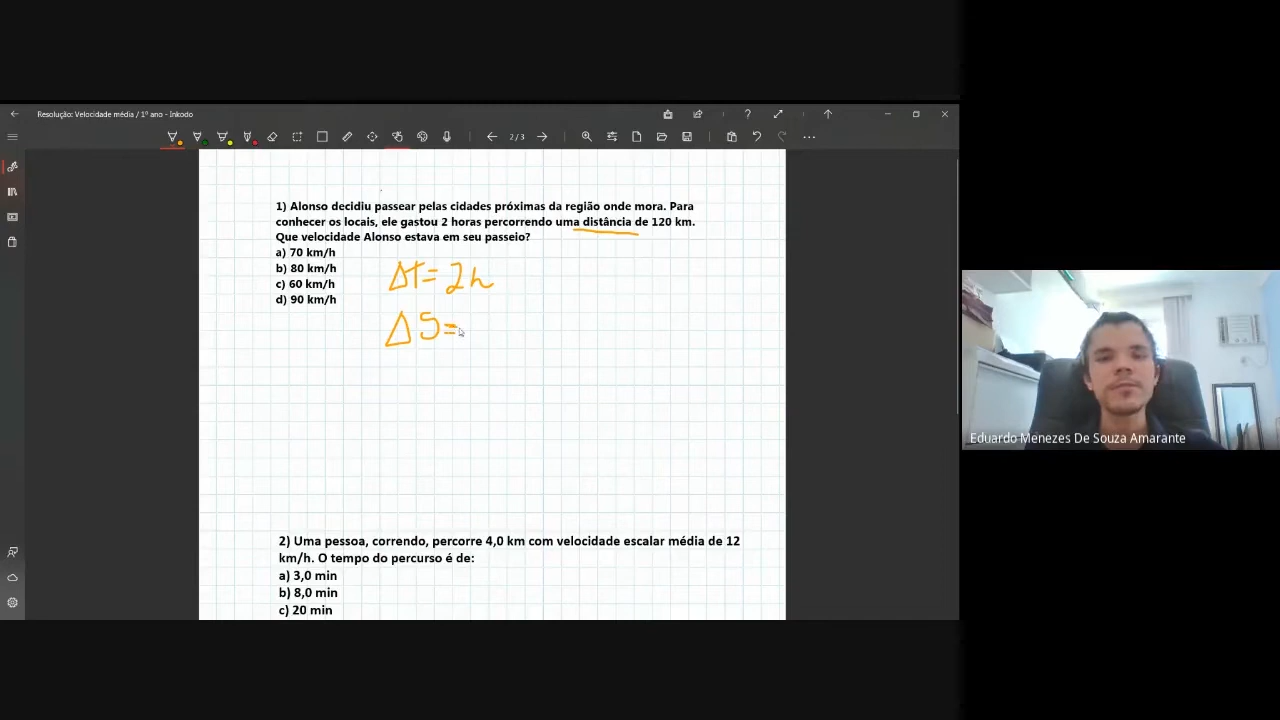 Resolução: Velocidade média / 1º ano - Inkodo
2/3
1) Alonso decidiu passear pelas cidades próximas da região onde mora. Para
conhecer os locais, ele gastou 2 horas percorrendo uma distância de 120 km.
Que velocidade Alonso estava em seu passeio?
a) 70 km/h
b) 80 km/h
c) 60 km/h
d) 90 km/h
Δt= 2h
ΔS=
2) Uma pessoa, correndo, percorre 4,0 km com velocidade escalar média de 12
km/h. O tempo do percurso é de:
a) 3,0 min
b) 8,0 min
c) 20 min
Eduardo Menezes De Souza Amarante